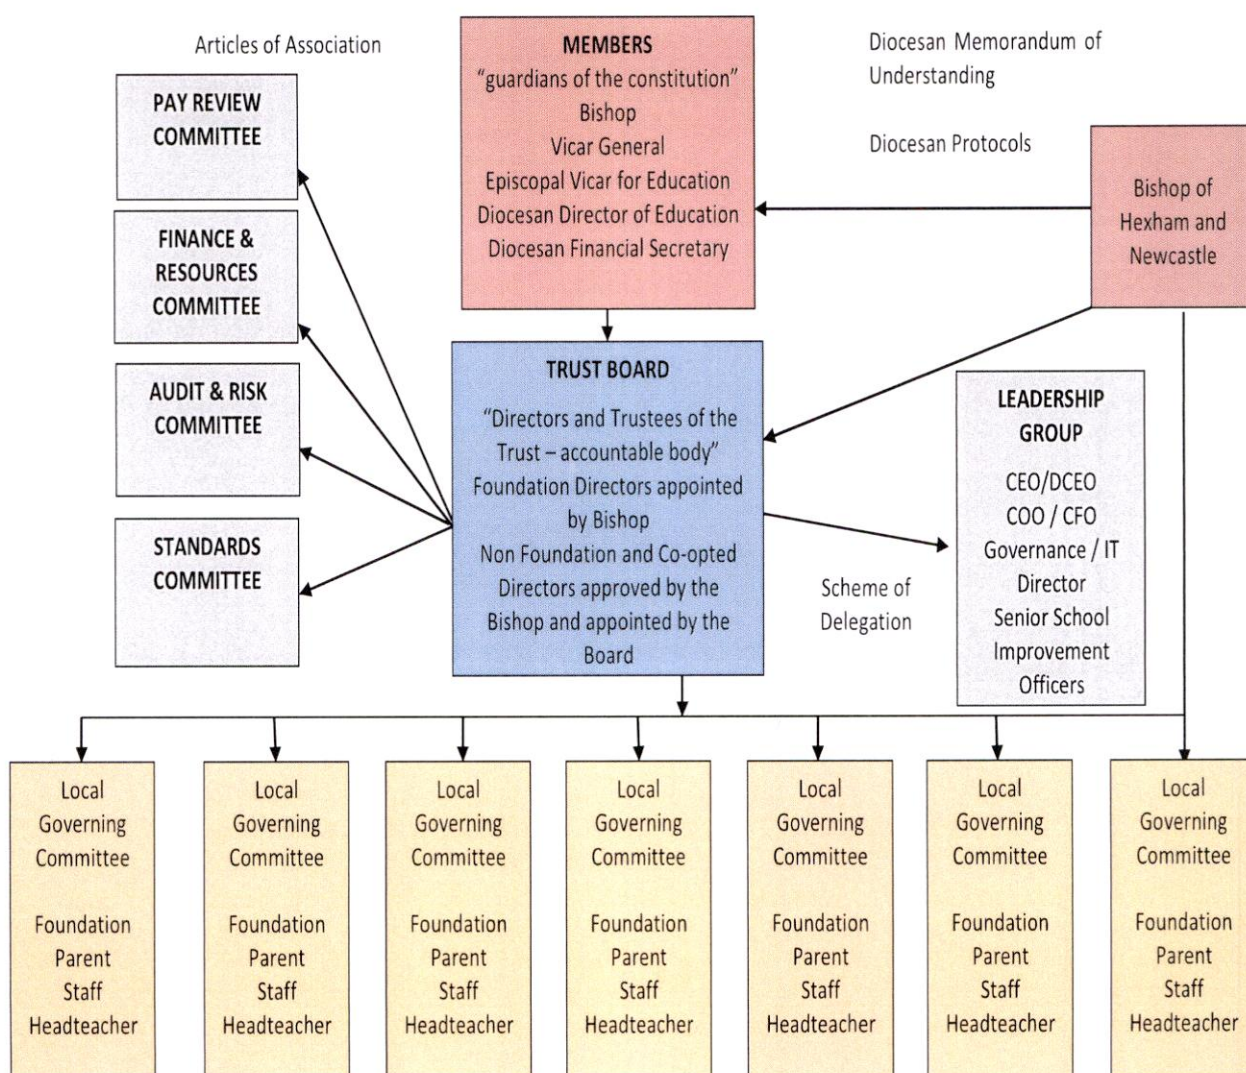 Articles of Association
PAY REVIEW
COMMITTEE
FINANCE &
RESOURCES
COMMITTEE
AUDIT & RISK
COMMITTEE
STANDARDS
COMMITTEE
MEMBERS
“guardians of the constitution”
Bishop
Vicar General
Episcopal Vicar for Education
Diocesan Director of Education
Diocesan Financial Secretary
Diocesan Memorandum of
Understanding
Diocesan Protocols
Bishop of
Hexham and
Newcastle
TRUST BOARD
“Directors and Trustees of the
Trust – accountable body”
Foundation Directors appointed
by Bishop
Non Foundation and Co-opted
Directors approved by the
Bishop and appointed by the
Board
Scheme of
Delegation
LEADERSHIP
GROUP
CEO/DCEO
COO / CFO
Governance / IT
Director
Senior School
Improvement
Officers
Local
Governing
Committee
Foundation
Parent
Staff
Headteacher
Local
Governing
Committee
Foundation
Parent
Staff
Headteacher
Local
Governing
Committee
Foundation
Parent
Staff
Headteacher
Local
Governing
Committee
Foundation
Parent
Staff
Headteacher
Local
Governing
Committee
Foundation
Parent
Staff
Headteacher
Local
Governing
Committee
Foundation
Parent
Staff
Headteacher
Local
Governing
Committee
Foundation
Parent
Staff
Headteacher